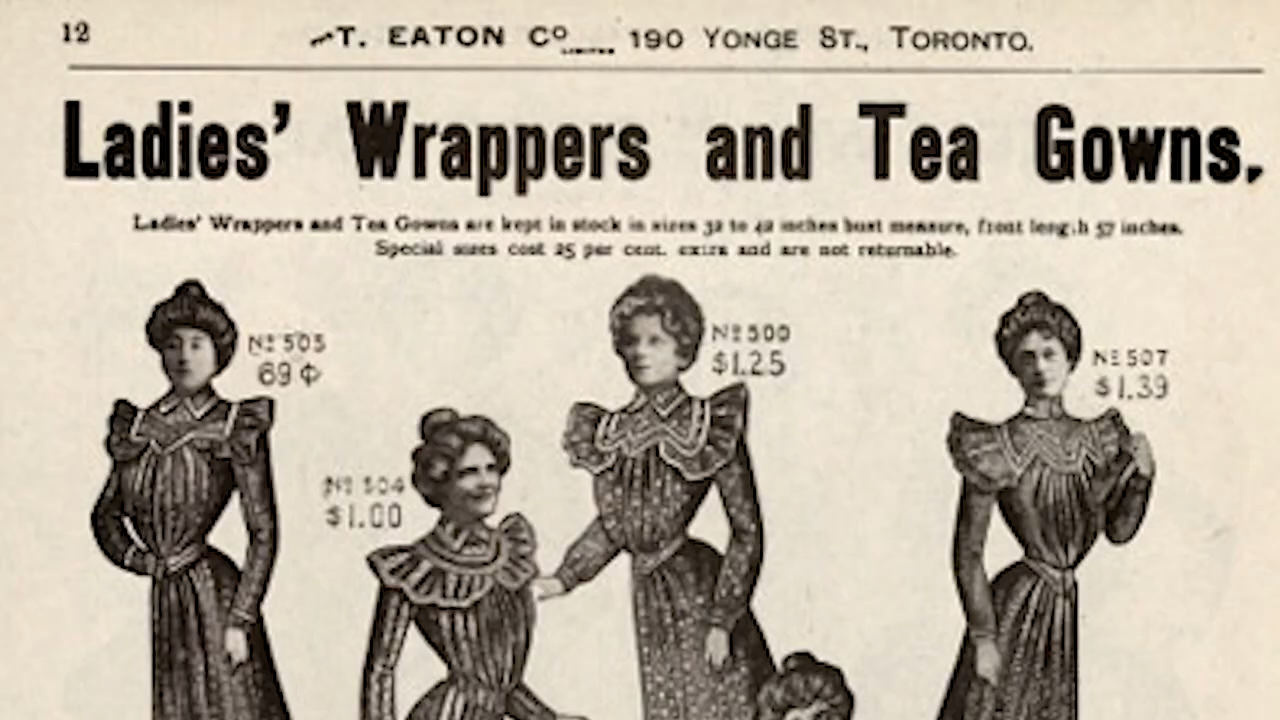 12
T. EATON Co. LIMITED 190 YONGE ST., TORONTO.
Ladies' Wrappers and Tea Gowns.
Ladies' Wrappers and Tea Gowns are kept in stock in sizes 32 to 42 inches bust measure, front length 57 inches.
Special sizes cost 25 per cent. extra and are not returnable.
No 503
69¢
No 500
$1.25
No 507
$1.39
No 504
$1.00